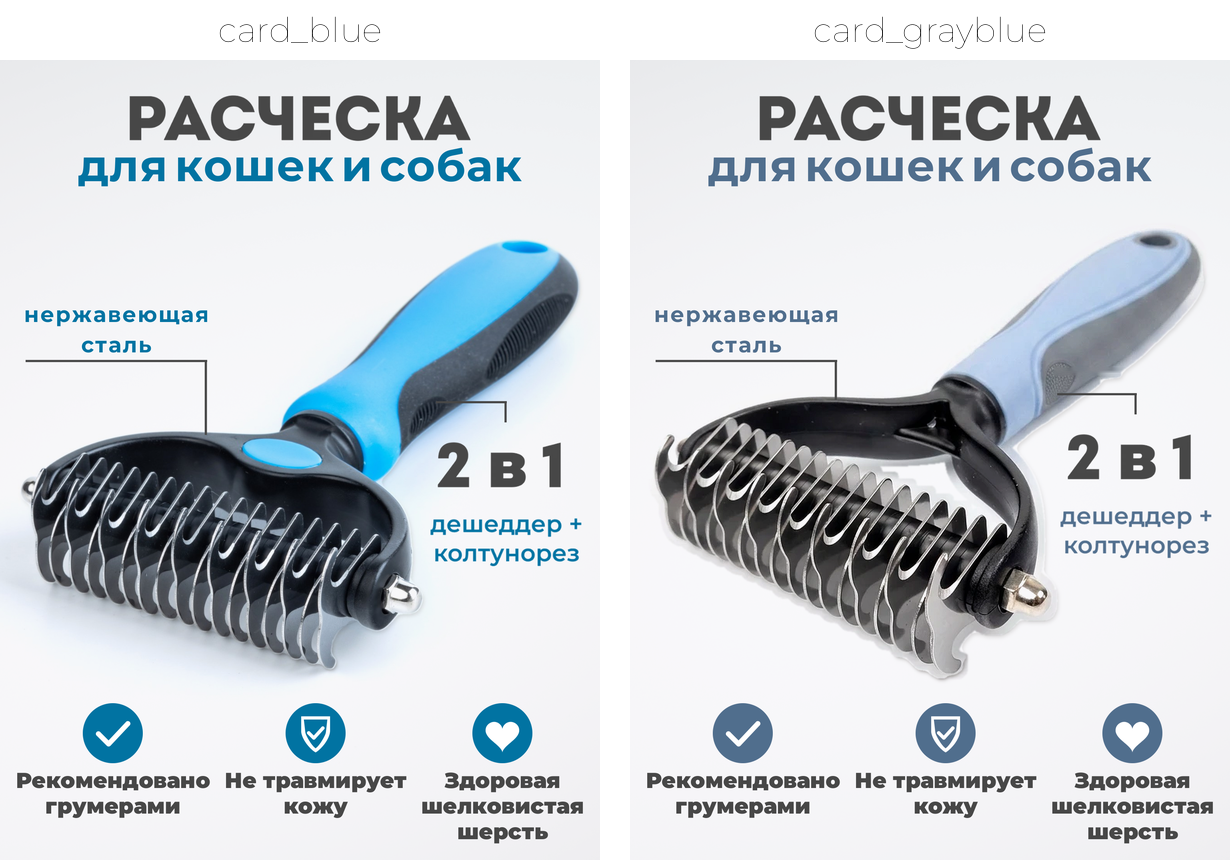 card_blue
РАСЧЕСКА
для кошек и собак
нержавеющая
сталь
2 в 1
дешеддер +
колтунорез
Рекомендовано
грумерами
Не травмирует
кожу
Здоровая
шелковистая
шерсть
card_grayblue
РАСЧЕСКА
для кошек и собак
нержавеющая
сталь
2 в 1
дешеддер +
колтунорез
Рекомендовано
грумерами
Не травмирует
кожу
Здоровая
шелковистая
шерсть